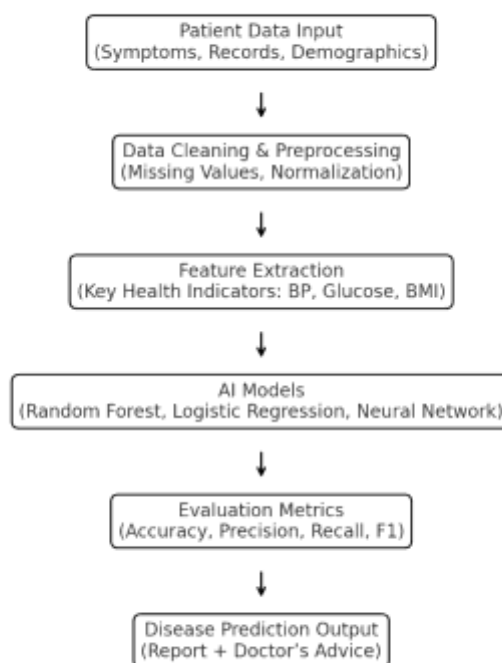 Patient Data Input
(Symptoms, Records, Demographics)
Data Cleaning & Preprocessing
(Missing Values, Normalization)
Feature Extraction
(Key Health Indicators: BP, Glucose, BMI)
AI Models
(Random Forest, Logistic Regression, Neural Network)
Evaluation Metrics
(Accuracy, Precision, Recall, F1)
Disease Prediction Output
(Report + Doctor's Advice)